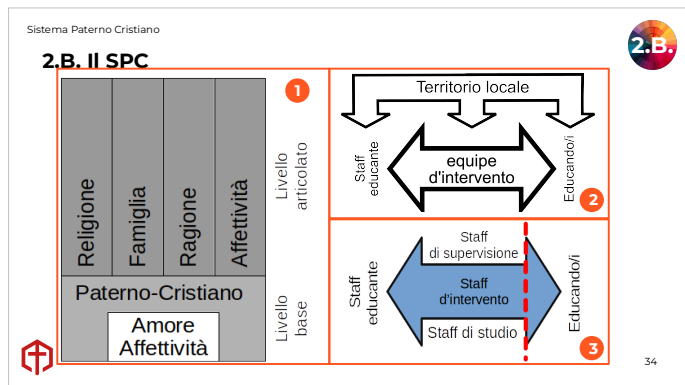 Sistema Paterno Cristiano
2.B.
2.B. Il SPC
1
Religione
Famiglia
Ragione
Affettività
Livello
articolato
Paterno-Cristiano
Amore
Affettività
Livello
base
Territorio locale
Staff
educante
equipe
d'intervento
Educando/i
2
Staff
di supervisione
Staff
educante
Staff
d'intervento
Educando/i
Staff di studio
3
34